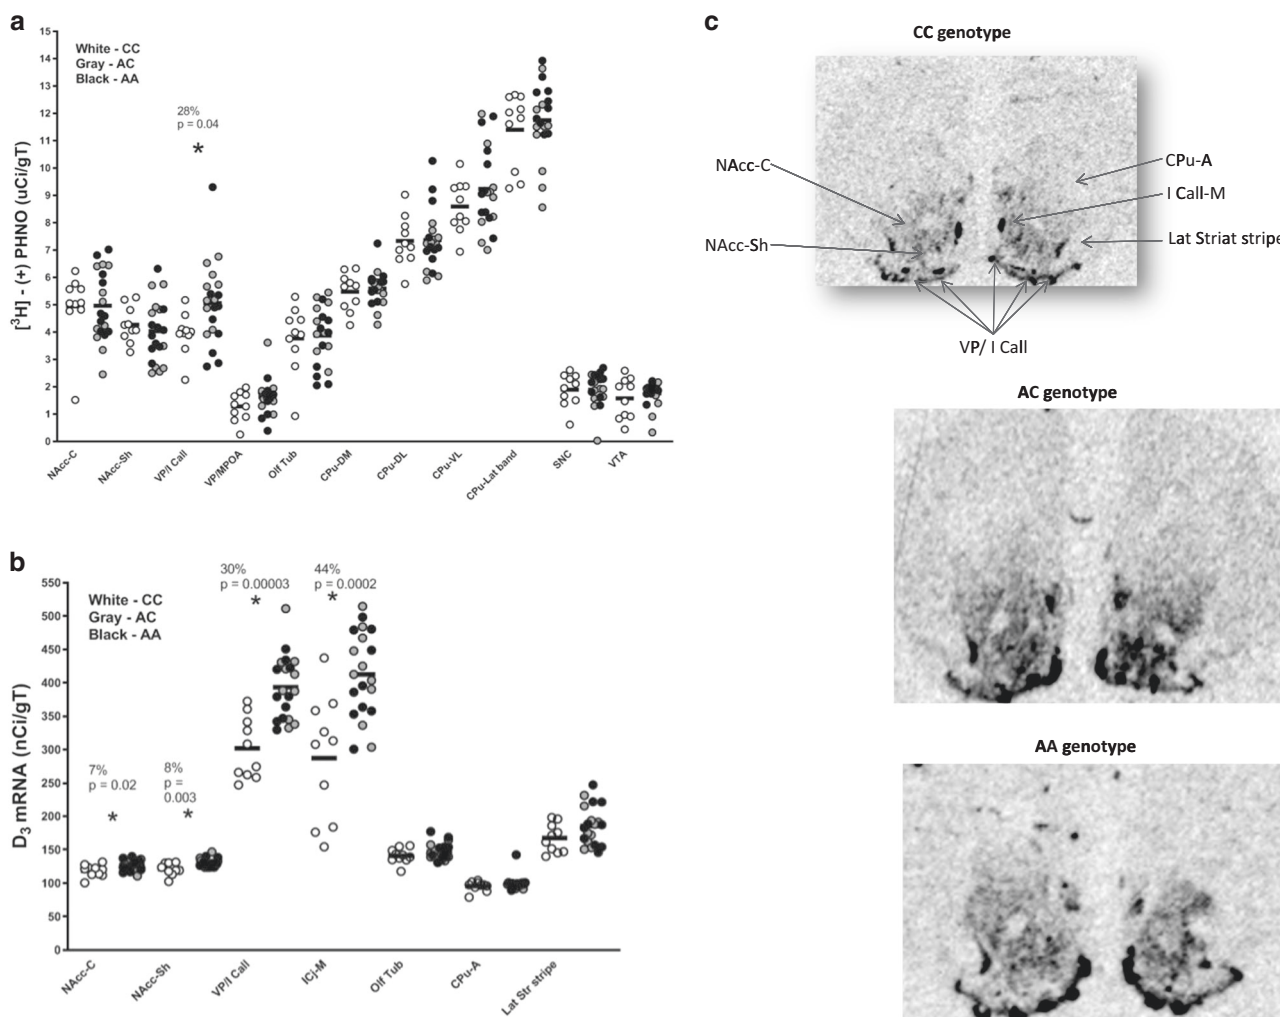 a
15
14
13
12
11
10
9
8
7
6
5
4
3
2
1
0
[³H] - (+) PHNO (uCi/gT)
White - CC
Gray - AC
Black - AA
28%
p = 0.04
*
NAcc-C
NAcc-Sh
VP/I Call
VP/MPOA
Olf Tub
CPu-DM
CPu-DL
CPu-VL
CPu-Lat band
SNC
VTA
b
550
500
450
400
350
300
250
200
150
100
50
0
D₃ mRNA (nCi/gT)
White - CC
Gray - AC
Black - AA
7%
p = 0.02
*
8%
p =
0.003
*
30%
p = 0.00003
*
44%
p = 0.0002
*
NAcc-C
NAcc-Sh
VP/I Call
ICj-M
Olf Tub
CPu-A
Lat Str stripe
c
CC genotype
NAcc-C
NAcc-Sh
CPu-A
I Call-M
Lat Striat stripe
VP/ I Call
AC genotype
AA genotype